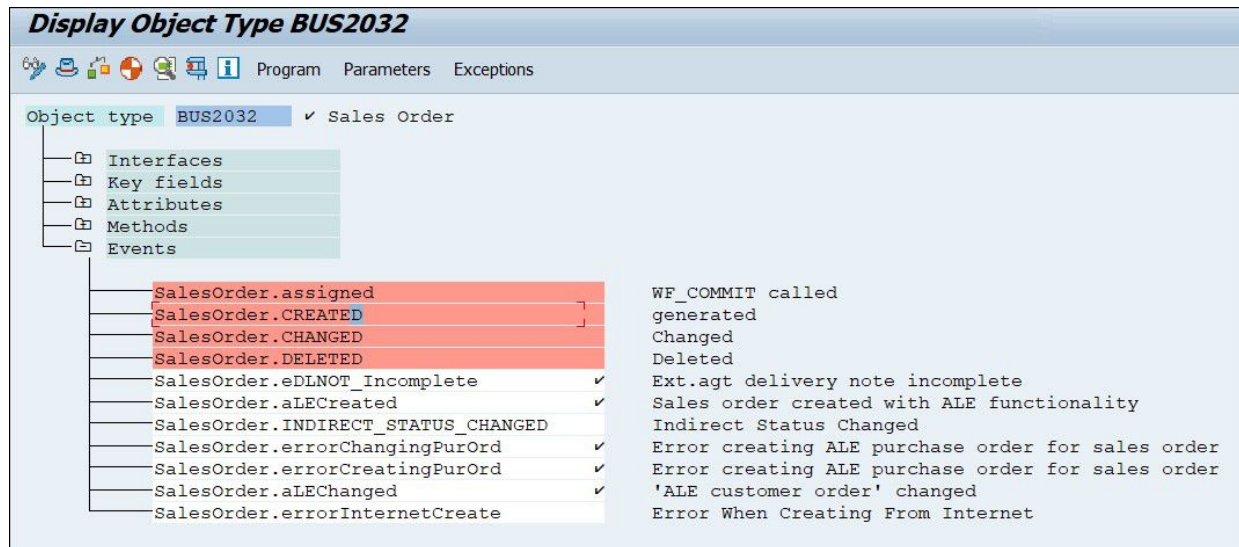 Display Object Type BUS2032
Program Parameters Exceptions
Object type BUS2032 ✔ Sales Order
Interfaces
Key fields
Attributes
Methods
Events
SalesOrder.assigned WF_COMMIT called
SalesOrder.CREATED generated
SalesOrder.CHANGED Changed
SalesOrder.DELETED Deleted
SalesOrder.eDLNOT_Incomplete ✔ Ext.agt delivery note incomplete
SalesOrder.aLECreated ✔ Sales order created with ALE functionality
SalesOrder.INDIRECT_STATUS_CHANGED Indirect Status Changed
SalesOrder.errorChangingPurOrd ✔ Error creating ALE purchase order for sales order
SalesOrder.errorCreatingPurOrd ✔ Error creating ALE purchase order for sales order
SalesOrder.aLEChanged ✔ 'ALE customer order' changed
SalesOrder.errorInternetCreate Error When Creating From Internet